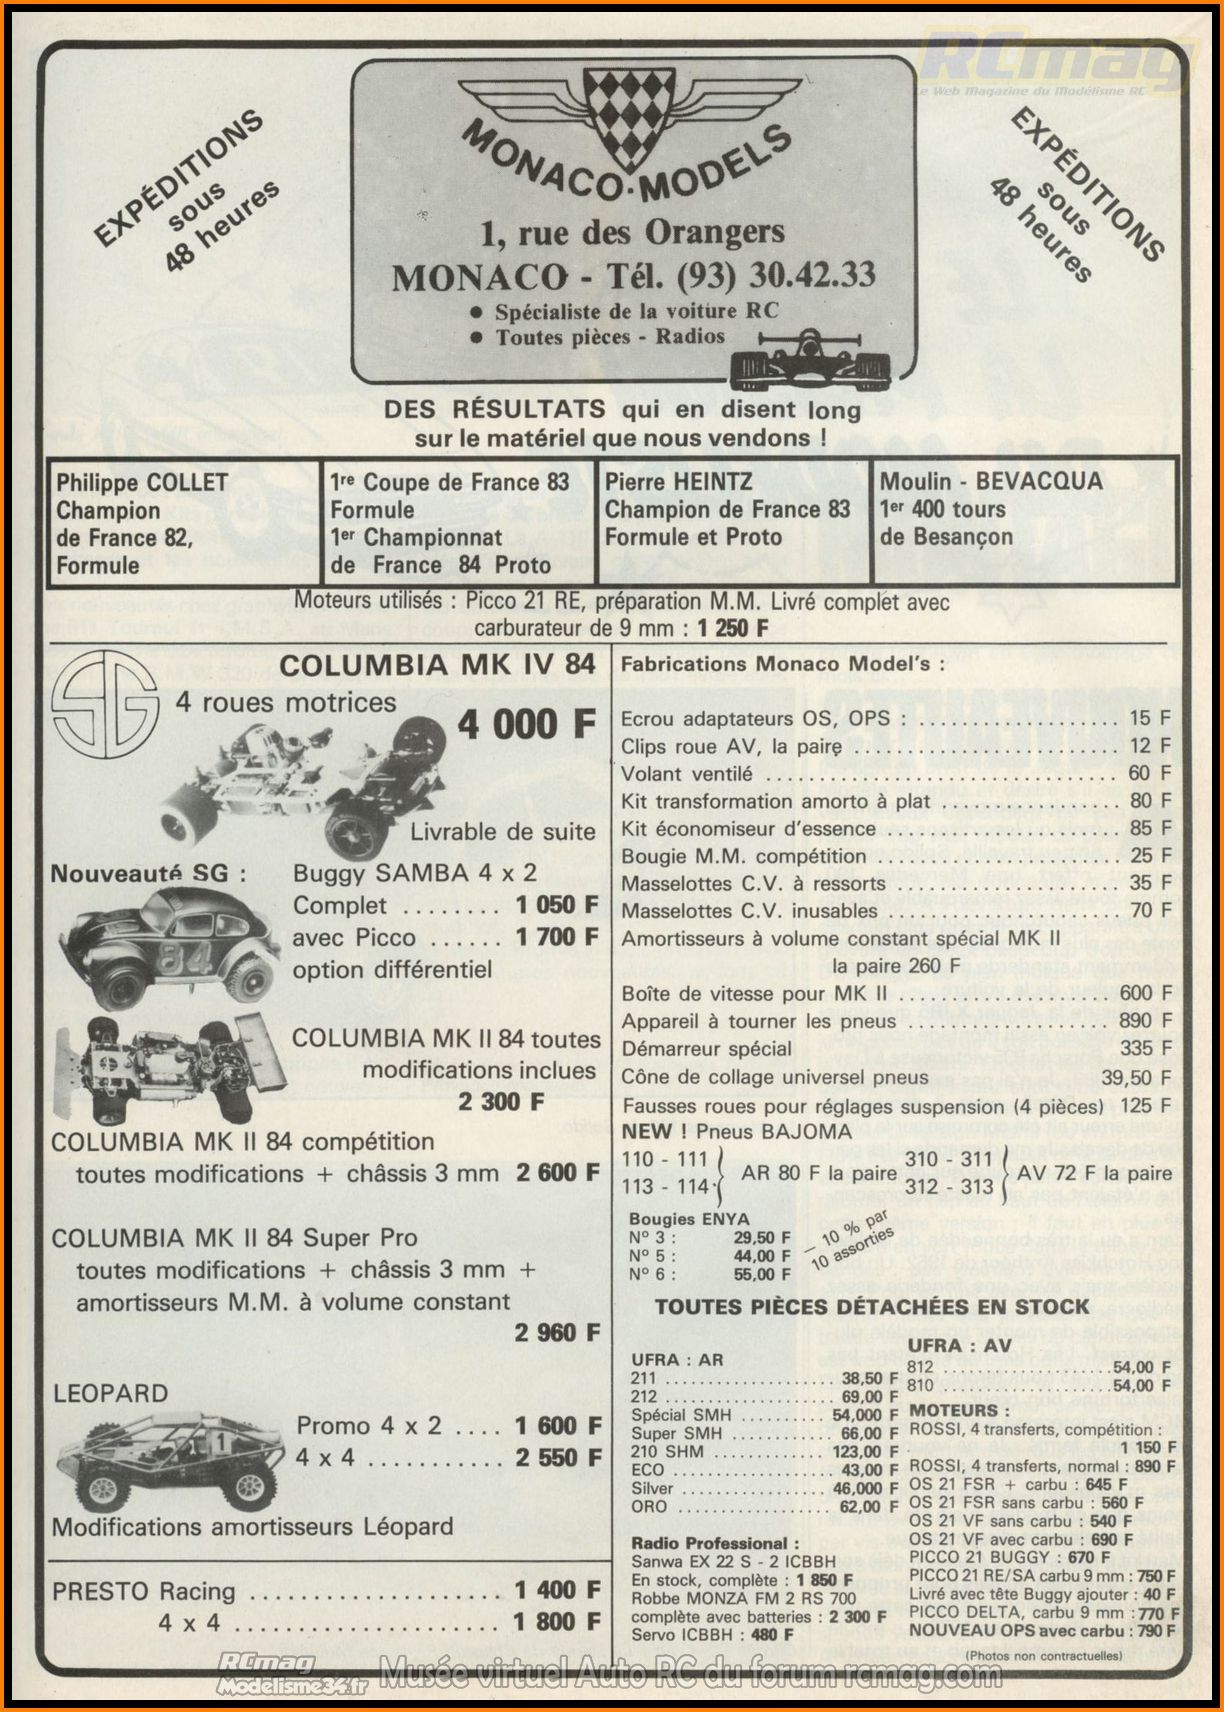 RCmag
Le Web Magazine du Modélisme RC
EXPÉDITIONS
sous
48 heures
EXPÉDITIONS
sous
48 heures
MONACO-MODELS
1, rue des Orangers
MONACO - Tél. (93) 30.42.33
● Spécialiste de la voiture RC
● Toutes pièces - Radios
DES RÉSULTATS qui en disent long
sur le matériel que nous vendons !
Philippe COLLET
Champion
de France 82,
Formule
1re Coupe de France 83
Formule
1er Championnat
de France 84 Proto
Pierre HEINTZ
Champion de France 83
Formule et Proto
Moulin - BEVACQUA
1er 400 tours
de Besançon
Moteurs utilisés : Picco 21 RE, préparation M.M. Livré complet avec
carburateur de 9 mm : 1 250 F
SG
COLUMBIA MK IV 84
4 roues motrices
4 000 F
Livrable de suite
Nouveauté SG :
Buggy SAMBA 4 x 2
Complet ........ 1 050 F
avec Picco ...... 1 700 F
option différentiel
84
COLUMBIA MK II 84 toutes
modifications inclues
2 300 F
COLUMBIA MK II 84 compétition
toutes modifications + châssis 3 mm 2 600 F
COLUMBIA MK II 84 Super Pro
toutes modifications + châssis 3 mm +
amortisseurs M.M. à volume constant
2 960 F
LEOPARD
Promo 4 x 2 .... 1 600 F
4 x 4 ........... 2 550 F
1
Modifications amortisseurs Léopard
PRESTO Racing .................... 1 400 F
4 x 4 ..................... 1 800 F
Fabrications Monaco Model's :
Ecrou adaptateurs OS, OPS : ................... 15 F
Clips roue AV, la paire ......................... 12 F
Volant ventilé ................................. 60 F
Kit transformation amorto à plat ................. 80 F
Kit économiseur d'essence ...................... 85 F
Bougie M.M. compétition ....................... 25 F
Masselottes C.V. à ressorts ..................... 35 F
Masselottes C.V. inusables ...................... 70 F
Amortisseurs à volume constant spécial MK II
la paire 260 F
Boîte de vitesse pour MK II .................... 600 F
Appareil à tourner les pneus ................... 890 F
Démarreur spécial 335 F
Cône de collage universel pneus 39,50 F
Fausses roues pour réglages suspension (4 pièces) 125 F
NEW ! Pneus BAJOMA
110 - 111
113 - 114
AR 80 F la paire
310 - 311
312 - 313
AV 72 F la paire
Bougies ENYA
N° 3 : 29,50 F
N° 5 : 44,00 F
N° 6 : 55,00 F
— 10 % par
10 assorties
TOUTES PIÈCES DÉTACHÉES EN STOCK
UFRA : AR
211 .................... 38,50 F
212 .................... 69,00 F
Spécial SMH .......... 54,000 F
Super SMH ........... 66,00 F
210 SHM .............. 123,00 F
ECO ................... 43,00 F
Silver ................. 46,000 F
ORO .................. 62,00 F
Radio Professional :
Sanwa EX 22 S - 2 ICBBH
En stock, complète : 1 850 F
Robbe MONZA FM 2 RS 700
complète avec batteries : 2 300 F
Servo ICBBH : 480 F
UFRA : AV
812 .....................54,00 F
810 .....................54,00 F
MOTEURS :
ROSSI, 4 transferts, compétition :
1 150 F
ROSSI, 4 transferts, normal : 890 F
OS 21 FSR + carbu : 645 F
OS 21 FSR sans carbu : 560 F
OS 21 VF sans carbu : 540 F
OS 21 VF avec carbu : 690 F
PICCO 21 BUGGY : 670 F
PICCO 21 RE/SA carbu 9 mm : 750 F
Livré avec tête Buggy ajouter : 40 F
PICCO DELTA, carbu 9 mm : 770 F
NOUVEAU OPS avec carbu : 790 F
(Photos non contractuelles)
RCmag
Modelisme34.fr
Musée virtuel Auto RC du forum rcmag.com